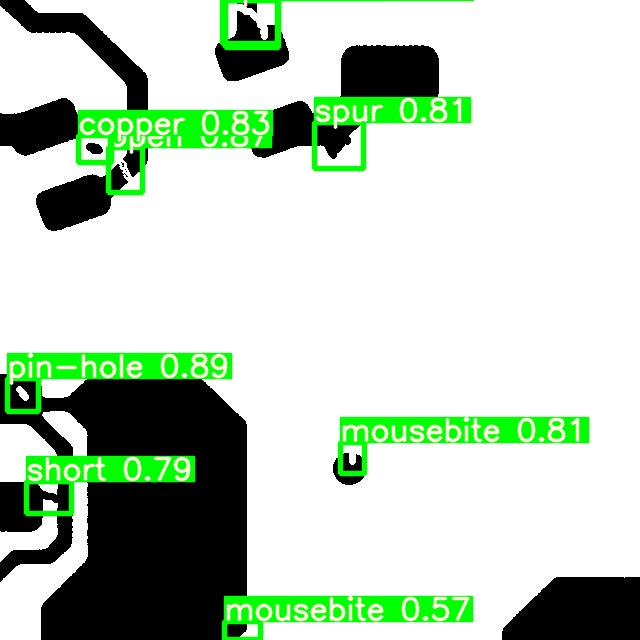 spur 0.81
copper 0.83
pin-hole 0.89
mousebite 0.81
short 0.79
mousebite 0.57